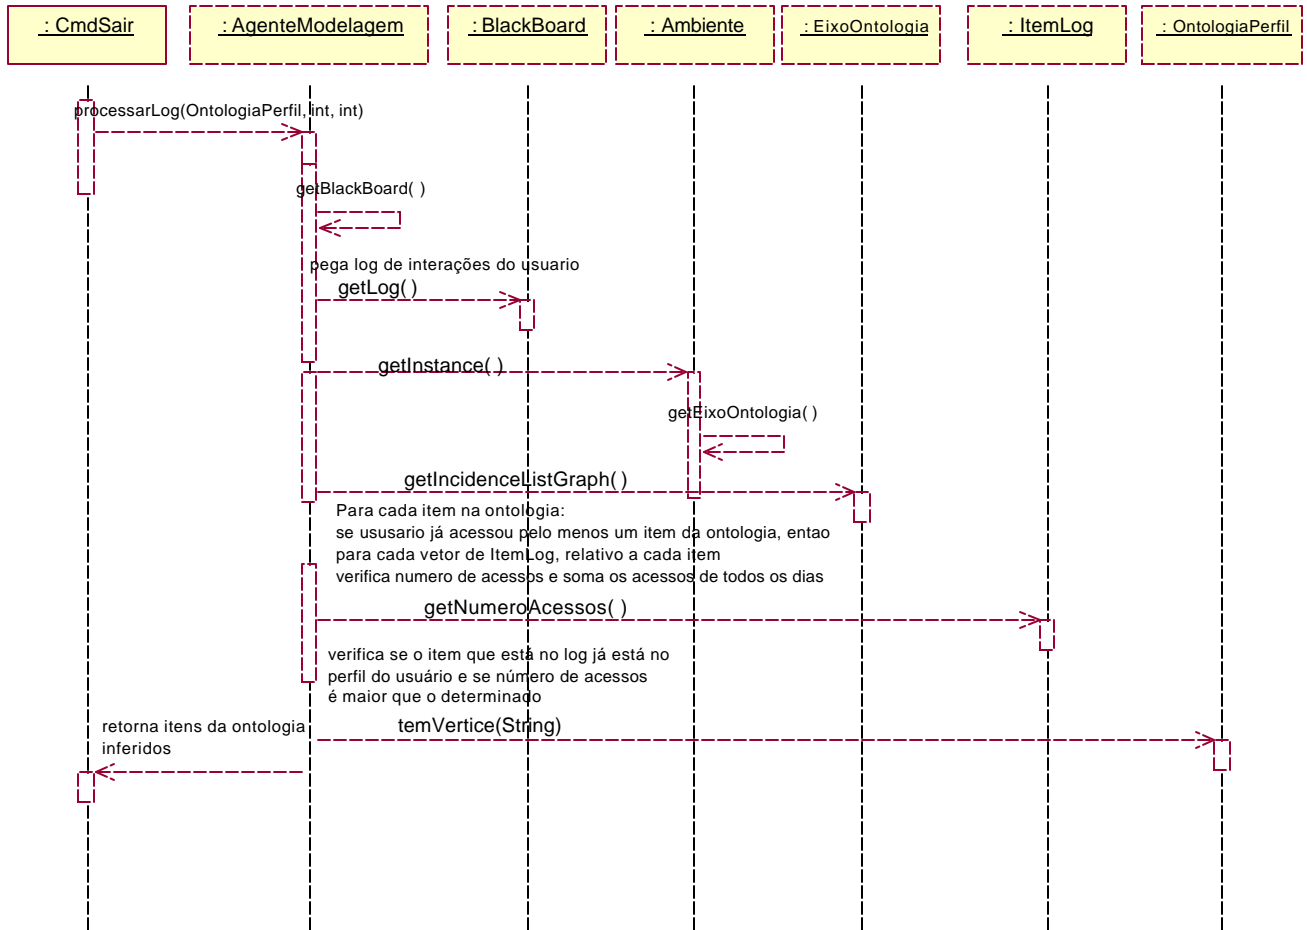 : CmdSair
: AgenteModelagem
: BlackBoard
: Ambiente
: EixoOntologia
: ItemLog
: OntologiaPerfil
processarLog(OntologiaPerfil, int, int)
getBlackBoard( )
pega log de interações do usuario
getLog( )
getInstance( )
getEixoOntologia( )
getIncidenceListGraph( )
Para cada item na ontologia:
se ususario já acessou pelo menos um item da ontologia, entao
para cada vetor de ItemLog, relativo a cada item
verifica numero de acessos e soma os acessos de todos os dias
getNumeroAcessos( )
verifica se o item que está no log já está no
perfil do usuário e se número de acessos
é maior que o determinado
temVertice(String)
retorna itens da ontologia
inferidos